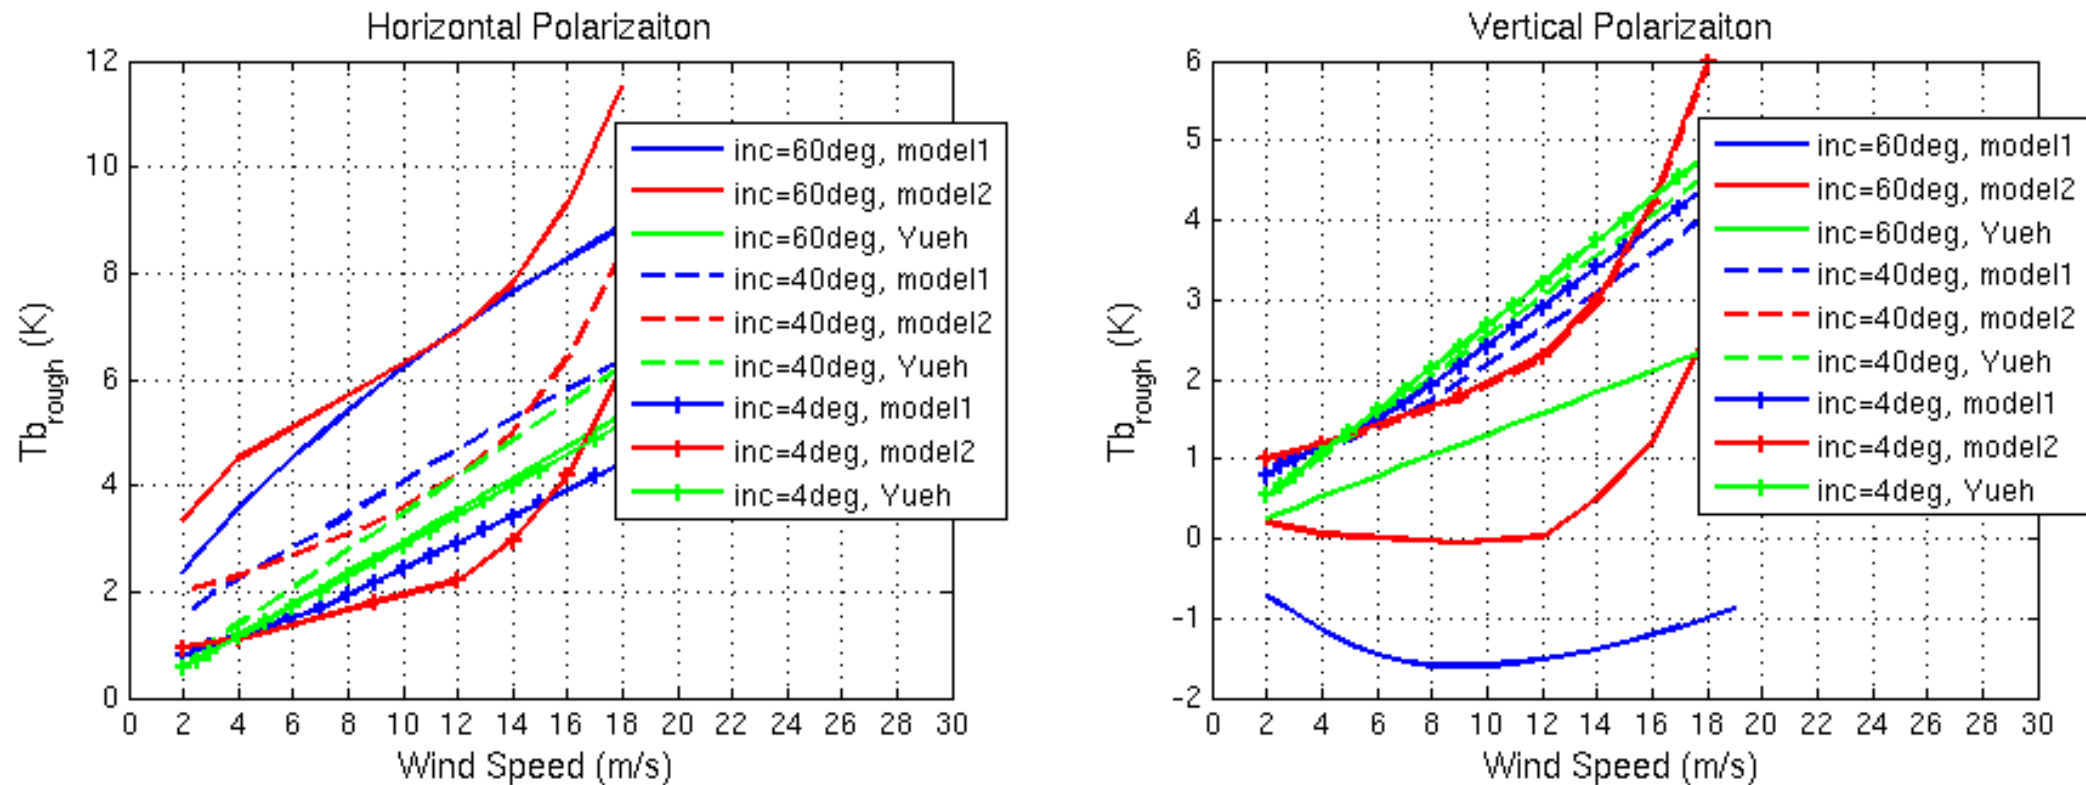 Horizontal Polarizaiton
12
10
8
6
4
2
0
Tb_rough (K)
inc=60deg, model1
inc=60deg, model2
inc=60deg, Yueh
inc=40deg, model1
inc=40deg, model2
inc=40deg, Yueh
inc=4deg, model1
inc=4deg, model2
inc=4deg, Yueh
0 2 4 6 8 10 12 14 16 18 20 22 24 26 28 30
Wind Speed (m/s)
Vertical Polarizaiton
6
5
4
3
2
1
0
-1
-2
Tb_rough (K)
inc=60deg, model1
inc=60deg, model2
inc=60deg, Yueh
inc=40deg, model1
inc=40deg, model2
inc=40deg, Yueh
inc=4deg, model1
inc=4deg, model2
inc=4deg, Yueh
0 2 4 6 8 10 12 14 16 18 20 22 24 26 28 30
Wind Speed (m/s)